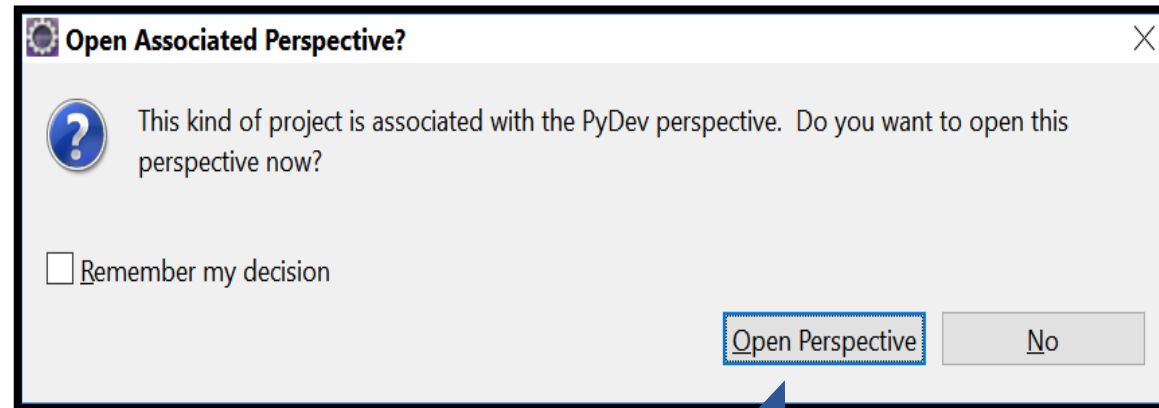 Open Associated Perspective?
This kind of project is associated with the PyDev perspective.  Do you want to open this
perspective now?
Remember my decision
Open Perspective
No